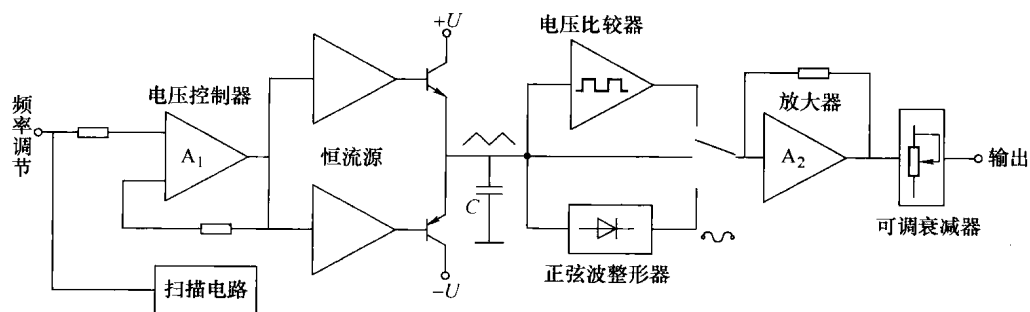 频率调节
电压控制器
A1
恒流源
+U
-U
C
电压比较器
放大器
A2
输出
可调衰减器
正弦波整形器
扫描电路